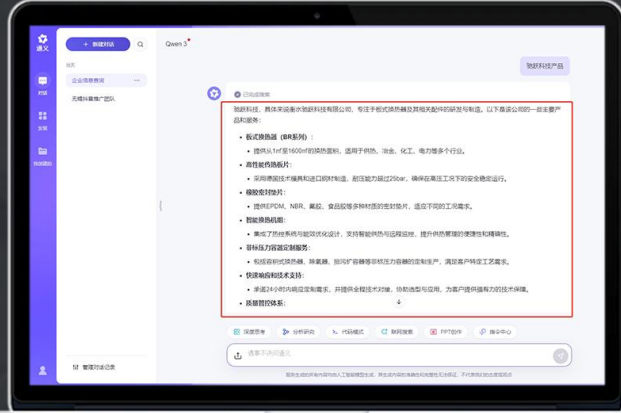 通义
+ 新建对话
Qwen 3
驰跃科技产品
企业信息查询
无锡抖音推广团队
对话
已完成搜索
驰跃科技，具体来说衡水驰跃科技有限公司，专注于板式换热器及其相关配件的研发与制造。以下是该公司的一些主要产
品和服务：
• 板式换热器（BR系列）：
• 提供从1㎡至1600㎡的换热面积，适用于供热、冶金、化工、电力等多个行业。
• 高性能传热板片：
• 采用德国技术模具和进口钢材制造，耐压能力超过25bar，确保在高压工况下的安全稳定运行。
• 橡胶密封垫片：
• 提供EPDM、NBR、氟胶、食品胶等多种材质的密封垫片，适应不同的工况需求。
• 智能换热机组：
• 集成了热控系统与能效优化设计，支持智能供热与远程监控，提升供热管理的便捷性和精确性。
• 非标压力容器定制服务：
• 包括容积式换热器、除氧器、排污扩容器等非标压力容器的定制生产，满足客户特定工艺需求。
• 快速响应和技术支持：
• 承诺24小时内响应定制需求，并提供全程技术对接，协助选型与应用，为客户提供强有力的技术保障。
• 质量管控体系：
深度思考
分析研究
代码模式
联网搜索
PPT创作
指令中心
管理对话记录